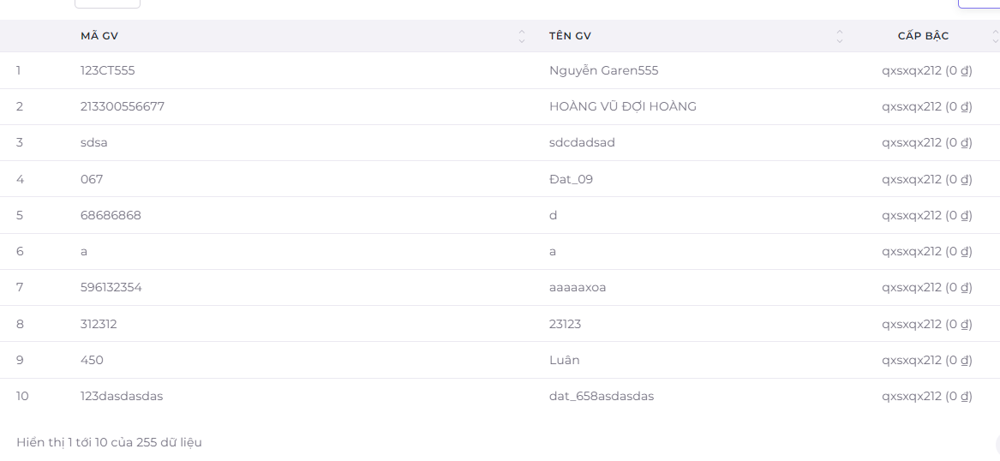 MÃ GV TÊN GV CẤP BẬC
1 123CT555 Nguyễn Garen555 qxsxqx212 (0 ₫)
2 213300556677 HOÀNG VŨ ĐỢI HOÀNG qxsxqx212 (0 ₫)
3 sdsa sdcdadsad qxsxqx212 (0 ₫)
4 067 Đat_09 qxsxqx212 (0 ₫)
5 68686868 d qxsxqx212 (0 ₫)
6 a a qxsxqx212 (0 ₫)
7 596132354 aaaaaxoa qxsxqx212 (0 ₫)
8 312312 23123 qxsxqx212 (0 ₫)
9 450 Luân qxsxqx212 (0 ₫)
10 123dasdasdas dat_658asdasdas qxsxqx212 (0 ₫)
Hiển thị 1 tới 10 của 255 dữ liệu